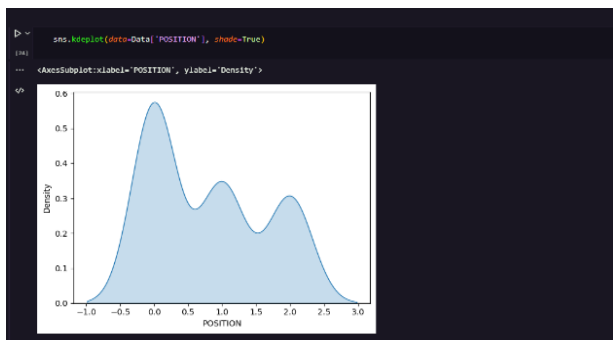 sns.kdeplot(data=Data['POSITION'], shade=True)
<AxesSubplot:xlabel='POSITION', ylabel='Density'>
0.6
0.5
0.4
0.3
0.2
0.1
0.0
Density
-1.0 -0.5 0.0 0.5 1.0 1.5 2.0 2.5 3.0
POSITION